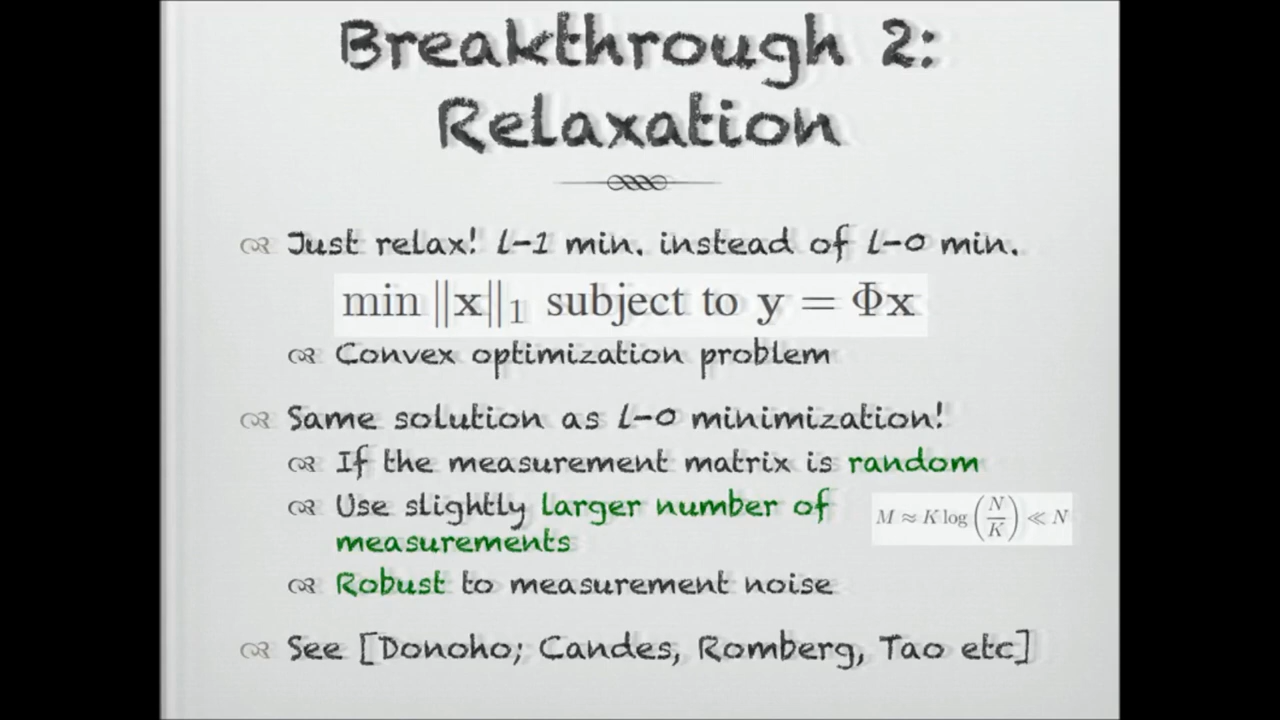 Breakthrough 2:
Relaxation
Just relax! l-1 min. instead of l-0 min.
min ‖x‖₁ subject to y = Φx
Convex optimization problem
Same solution as l-0 minimization!
If the measurement matrix is random
Use slightly larger number of
measurements
M ≈ K log (N/K) ≪ N
Robust to measurement noise
See [Donoho; Candes, Romberg, Tao etc]